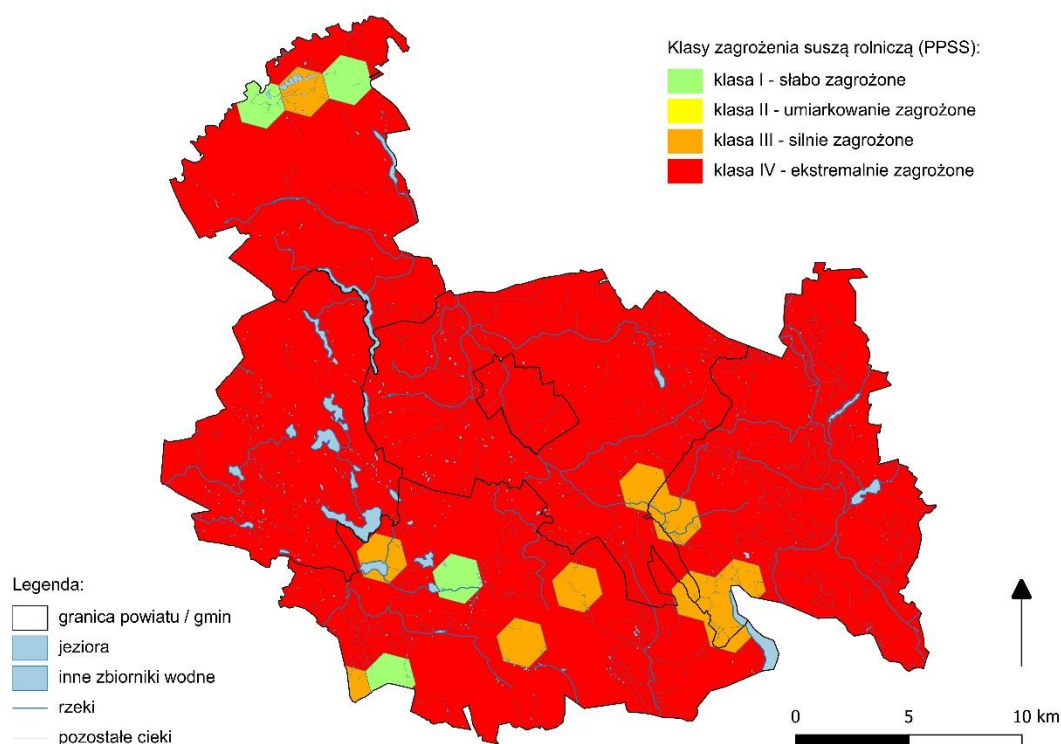 Klasy zagrożenia suszą rolniczą (PPSS):
klasa I - słabo zagrożone
klasa II - umiarkowanie zagrożone
klasa III - silnie zagrożone
klasa IV - ekstremalnie zagrożone
Legenda:
granica powiatu / gmin
jeziora
inne zbiorniki wodne
rzeki
pozostałe cieki
0 5 10 km